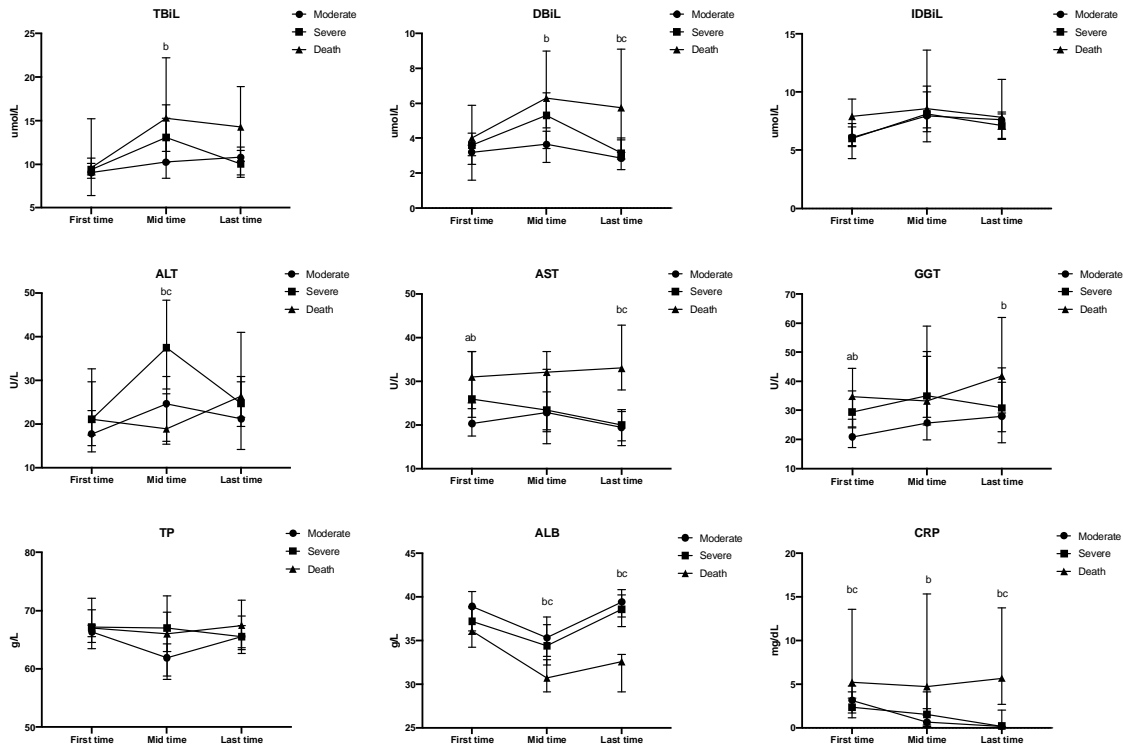 TBiL
Moderate
Severe
Death
umol/L
25
20
15
10
5
b
First time Mid time Last time
DBiL
Moderate
Severe
Death
umol/L
8
6
4
2
0
b bc
First time Mid time Last time
IDBiL
Moderate
Severe
Death
umol/L
15
10
5
0
First time Mid time Last time
ALT
Moderate
Severe
Death
U/L
50
40
30
20
10
bc
First time Mid time Last time
AST
Moderate
Severe
Death
U/L
50
40
30
20
10
ab bc
First time Mid time Last time
GGT
Moderate
Severe
Death
U/L
70
60
50
40
30
20
10
ab b
First time Mid time Last time
TP
Moderate
Severe
Death
g/L
80
70
60
50
First time Mid time Last time
ALB
Moderate
Severe
Death
g/L
45
40
35
30
25
bc bc
First time Mid time Last time
CRP
Moderate
Severe
Death
mg/dL
20
15
10
5
0
bc b bc
First time Mid time Last time